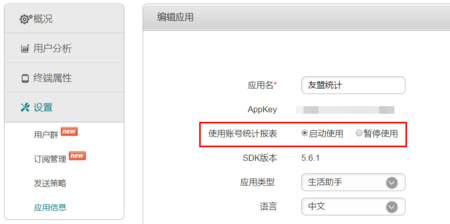 概况
用户分析
终端属性
设置
用户群 new
订阅管理 new
发送策略
应用信息
编辑应用
应用名* 友盟统计
AppKey
使用账号统计报表 启动使用 暂停使用
SDK版本 5.6.1
应用类型 生活助手
语言 中文